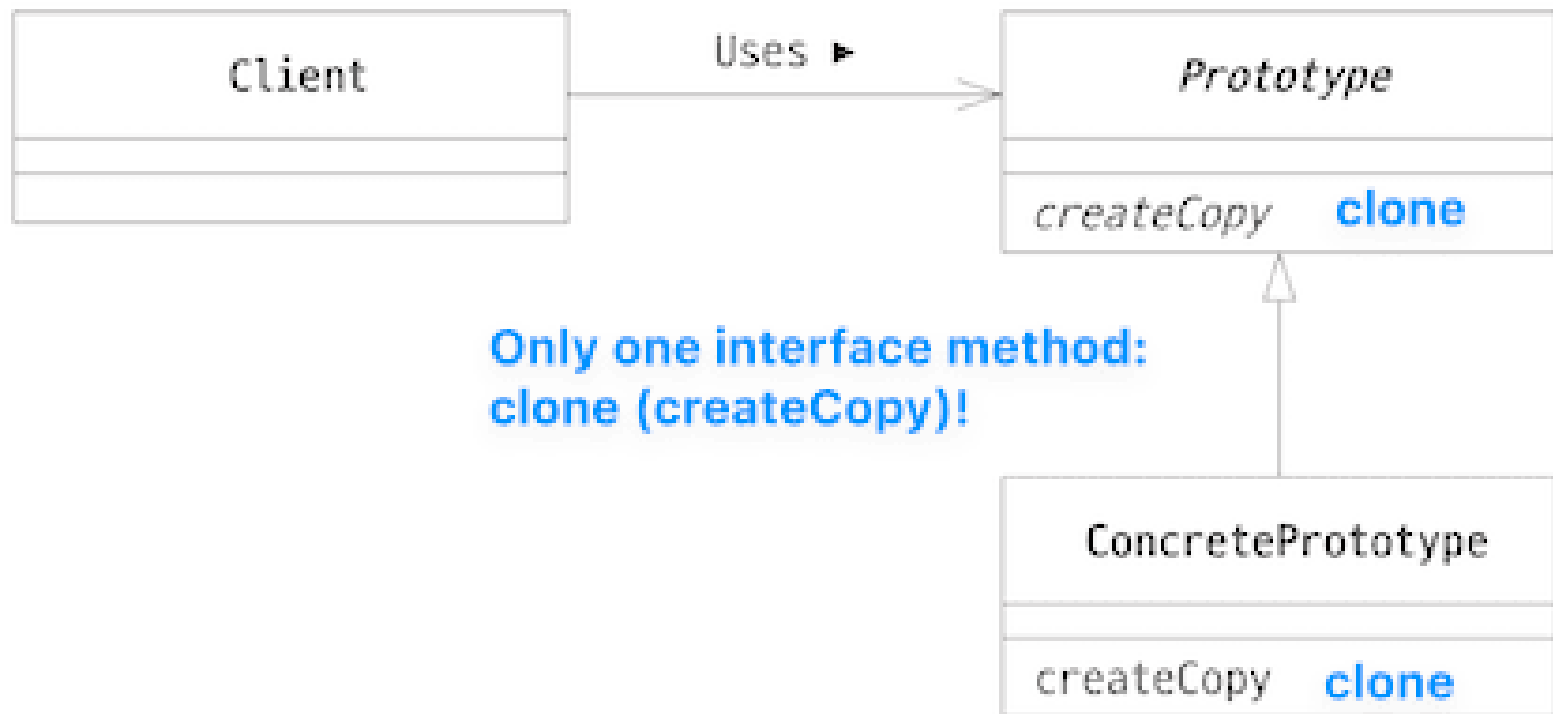 Client
Uses ►
Prototype
createCopy clone
Only one interface method:
clone (createCopy)!
ConcretePrototype
createCopy clone